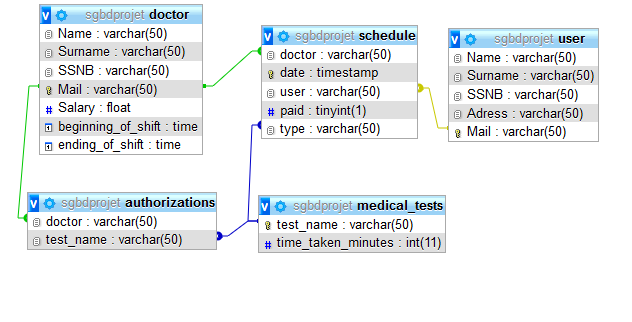 v sgbdprojet doctor
Name : varchar(50)
Surname : varchar(50)
SSNB : varchar(50)
Mail : varchar(50)
# Salary : float
beginning_of_shift : time
ending_of_shift : time
v sgbdprojet schedule
doctor : varchar(50)
date : timestamp
user : varchar(50)
# paid : tinyint(1)
type : varchar(50)
v sgbdprojet user
Name : varchar(50)
Surname : varchar(50)
SSNB : varchar(50)
Adress : varchar(50)
Mail : varchar(50)
v sgbdprojet authorizations
doctor : varchar(50)
test_name : varchar(50)
v sgbdprojet medical_tests
test_name : varchar(50)
# time_taken_minutes : int(11)